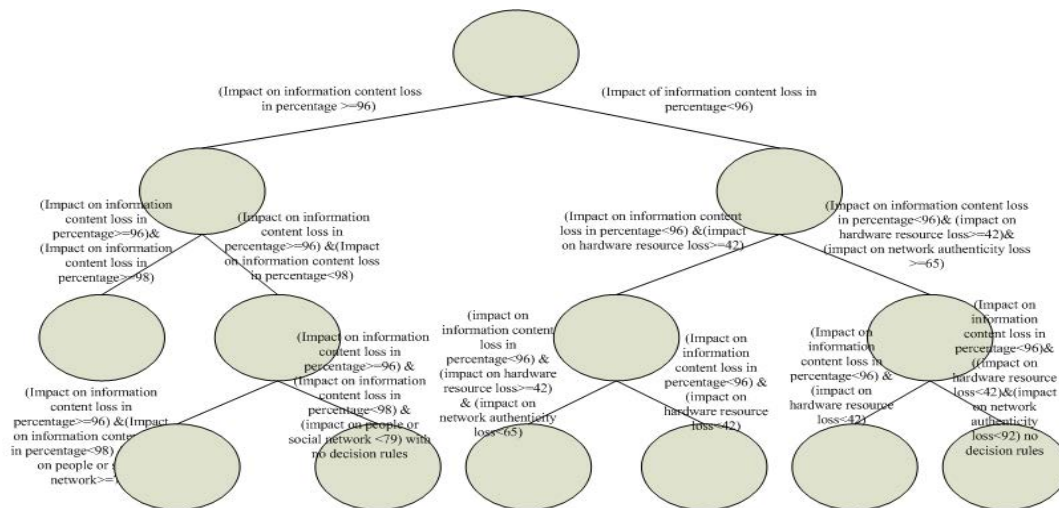 (Impact on information content loss
in percentage >=96)
(Impact of information content loss in
percentage<96)
(Impact on information
content loss in
percentage>=96)&
(Impact on information
content loss in
percentage>=98)
(Impact on information
content loss in
percentage>=96) &(Impact
on information content loss
in percentage<98)
(Impact on information content
loss in percentage<96) &(impact
on hardware resource loss>=42)
(Impact on information content loss
in percentage<96)& (impact on
hardware resource loss>=42)&
(impact on network authenticity loss
>=65)
(Impact on information
content loss in
percentage>=96) &(Impact
on information conten
in percentage<98)
on people or s
network>=
(Impact on information
content loss in
percentage>=96) &
(Impact on information
content loss in
percentage<98) &
(impact on people or
social network <79) with
no decision rules
(impact on
information content
loss in
percentage<96) &
(impact on hardware
resource loss>=42)
& (impact on
network authenticity
loss<65)
(Impact on
information
content loss in
percentage<96) &
(impact on
hardware resource
loss<42)
(Impact on
information
content loss in
percentage<96) &
(impact on
hardware resource
loss<42)
(Impact on
information
content loss in
percentage<96)&
((impact on
hardware resource
loss<42)&(impact
on network
authenticity
loss<92) no
decision rules